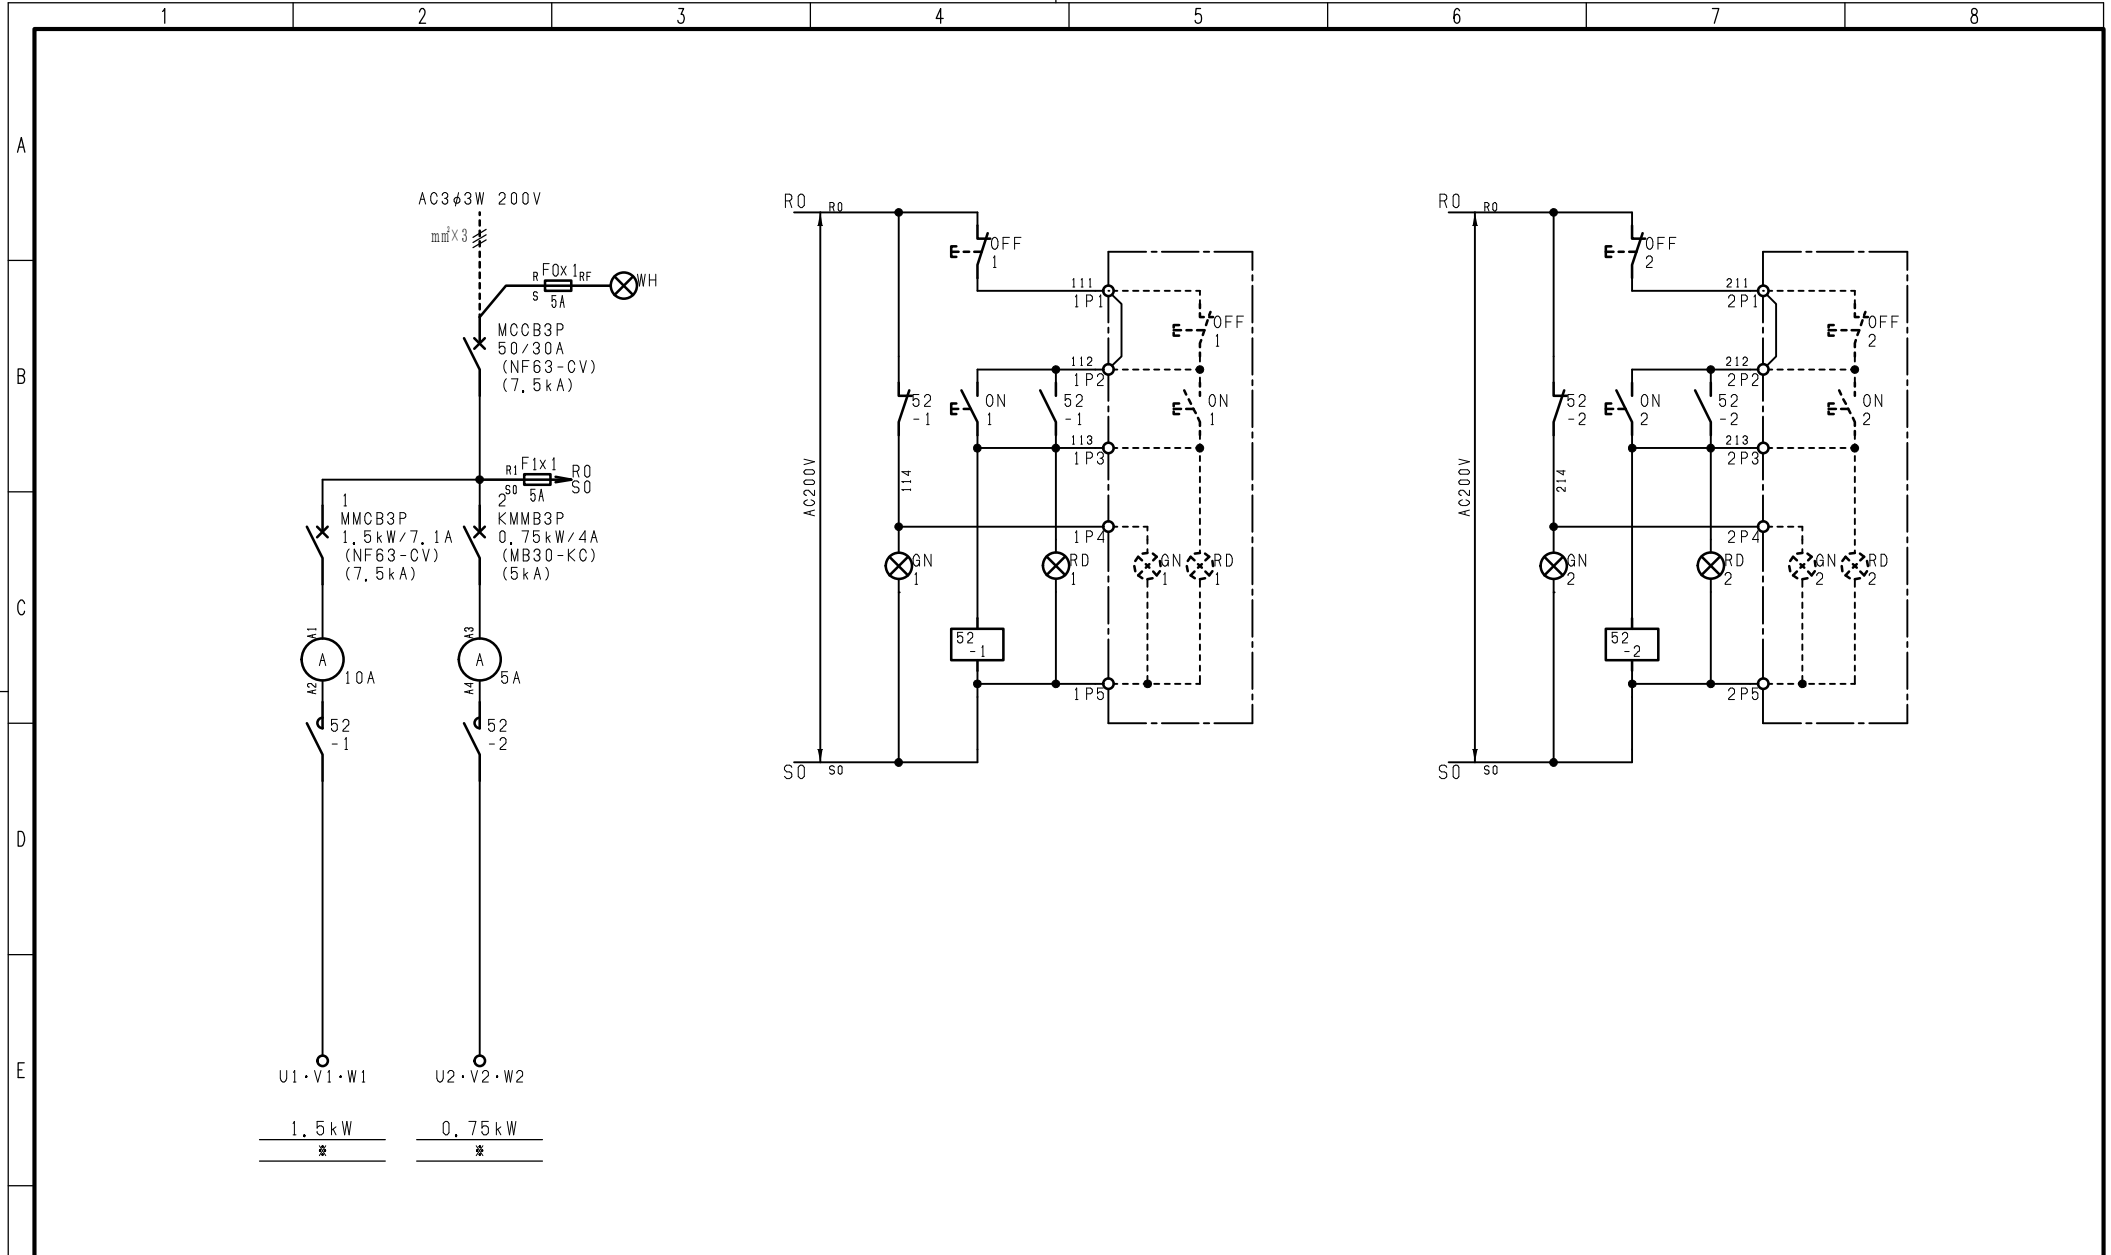 1 2 3 4 5 6 7 8
A
B
C
D
E
AC3φ3W 200V
mm²×3
R F0x1 RF
S 5A
WH
MCCB3P
50/30A
(NF63-CV)
(7.5kA)
R1 F1x1 R0
S0 5A S0
1
MMCB3P
1.5kW/7.1A
(NF63-CV)
(7.5kA)
2
KMMB3P
0.75kW/4A
(MB30-KC)
(5kA)
A1
A
10A
A2
A3
A
5A
A4
52
-1
52
-2
U1・V1・W1
U2・V2・W2
1.5kW
※
0.75kW
※
R0 R0
OFF
1
111
1P1
OFF
1
112
1P2
52
-1
ON
1
52
-1
ON
1
113
1P3
AC200V
114
1P4
GN
1
RD
1
GN
1
RD
1
52
-1
1P5
S0 S0
R0 R0
OFF
2
211
2P1
OFF
2
212
2P2
52
-2
ON
2
52
-2
ON
2
213
2P3
AC200V
214
2P4
GN
2
RD
2
GN
2
RD
2
52
-2
2P5
S0 S0